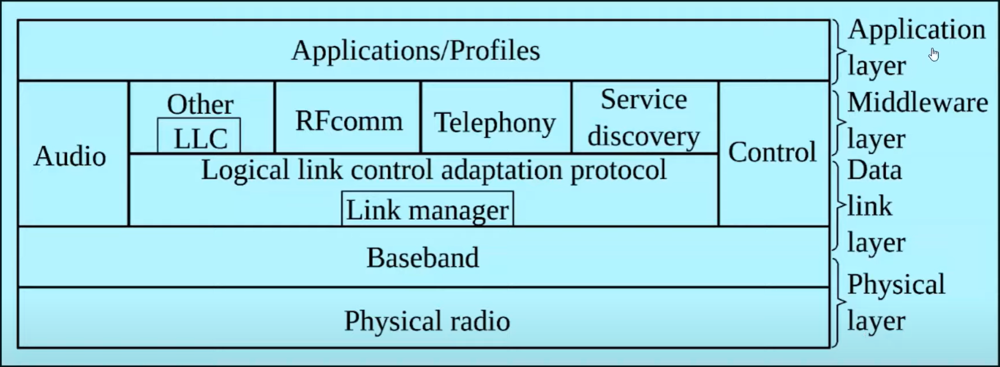 Applications/Profiles
Application
layer
Audio
Other
LLC
RFcomm
Telephony
Service
discovery
Control
Middleware
layer
Logical link control adaptation protocol
Link manager
Data
link
layer
Baseband
Physical radio
Physical
layer